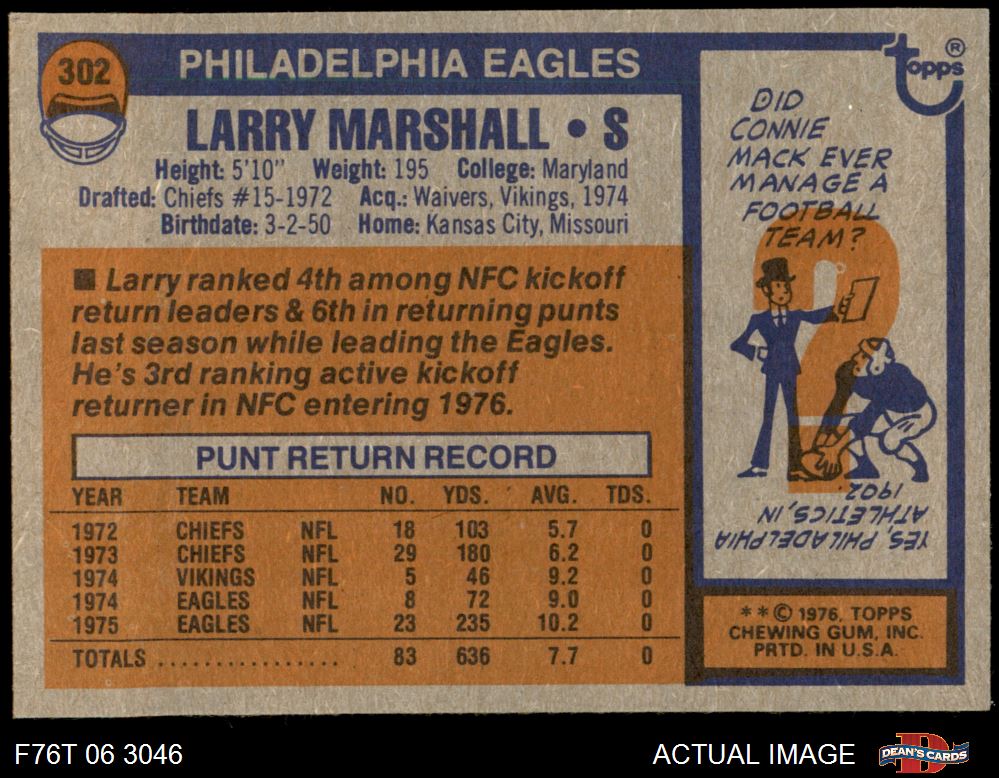 302
PHILADELPHIA EAGLES
LARRY MARSHALL • S
Height: 5'10" Weight: 195 College: Maryland
Drafted: Chiefs #15-1972 Acq.: Waivers, Vikings, 1974
Birthdate: 3-2-50 Home: Kansas City, Missouri
■ Larry ranked 4th among NFC kickoff
return leaders & 6th in returning punts
last season while leading the Eagles.
He's 3rd ranking active kickoff
returner in NFC entering 1976.
PUNT RETURN RECORD
YEAR TEAM NO. YDS. AVG. TDS.
1972 CHIEFS NFL 18 103 5.7 0
1973 CHIEFS NFL 29 180 6.2 0
1974 VIKINGS NFL 5 46 9.2 0
1974 EAGLES NFL 8 72 9.0 0
1975 EAGLES NFL 23 235 10.2 0
TOTALS .................. 83 636 7.7 0
topps ®
DID
CONNIE
MACK EVER
MANAGE A
FOOTBALL
TEAM?
?
YES, PHILADELPHIA
ATHLETICS, IN
1902
**© 1976, TOPPS
CHEWING GUM, INC.
PRTD. IN U.S.A.
F76T 06 3046
ACTUAL IMAGE
DEAN'S CARDS